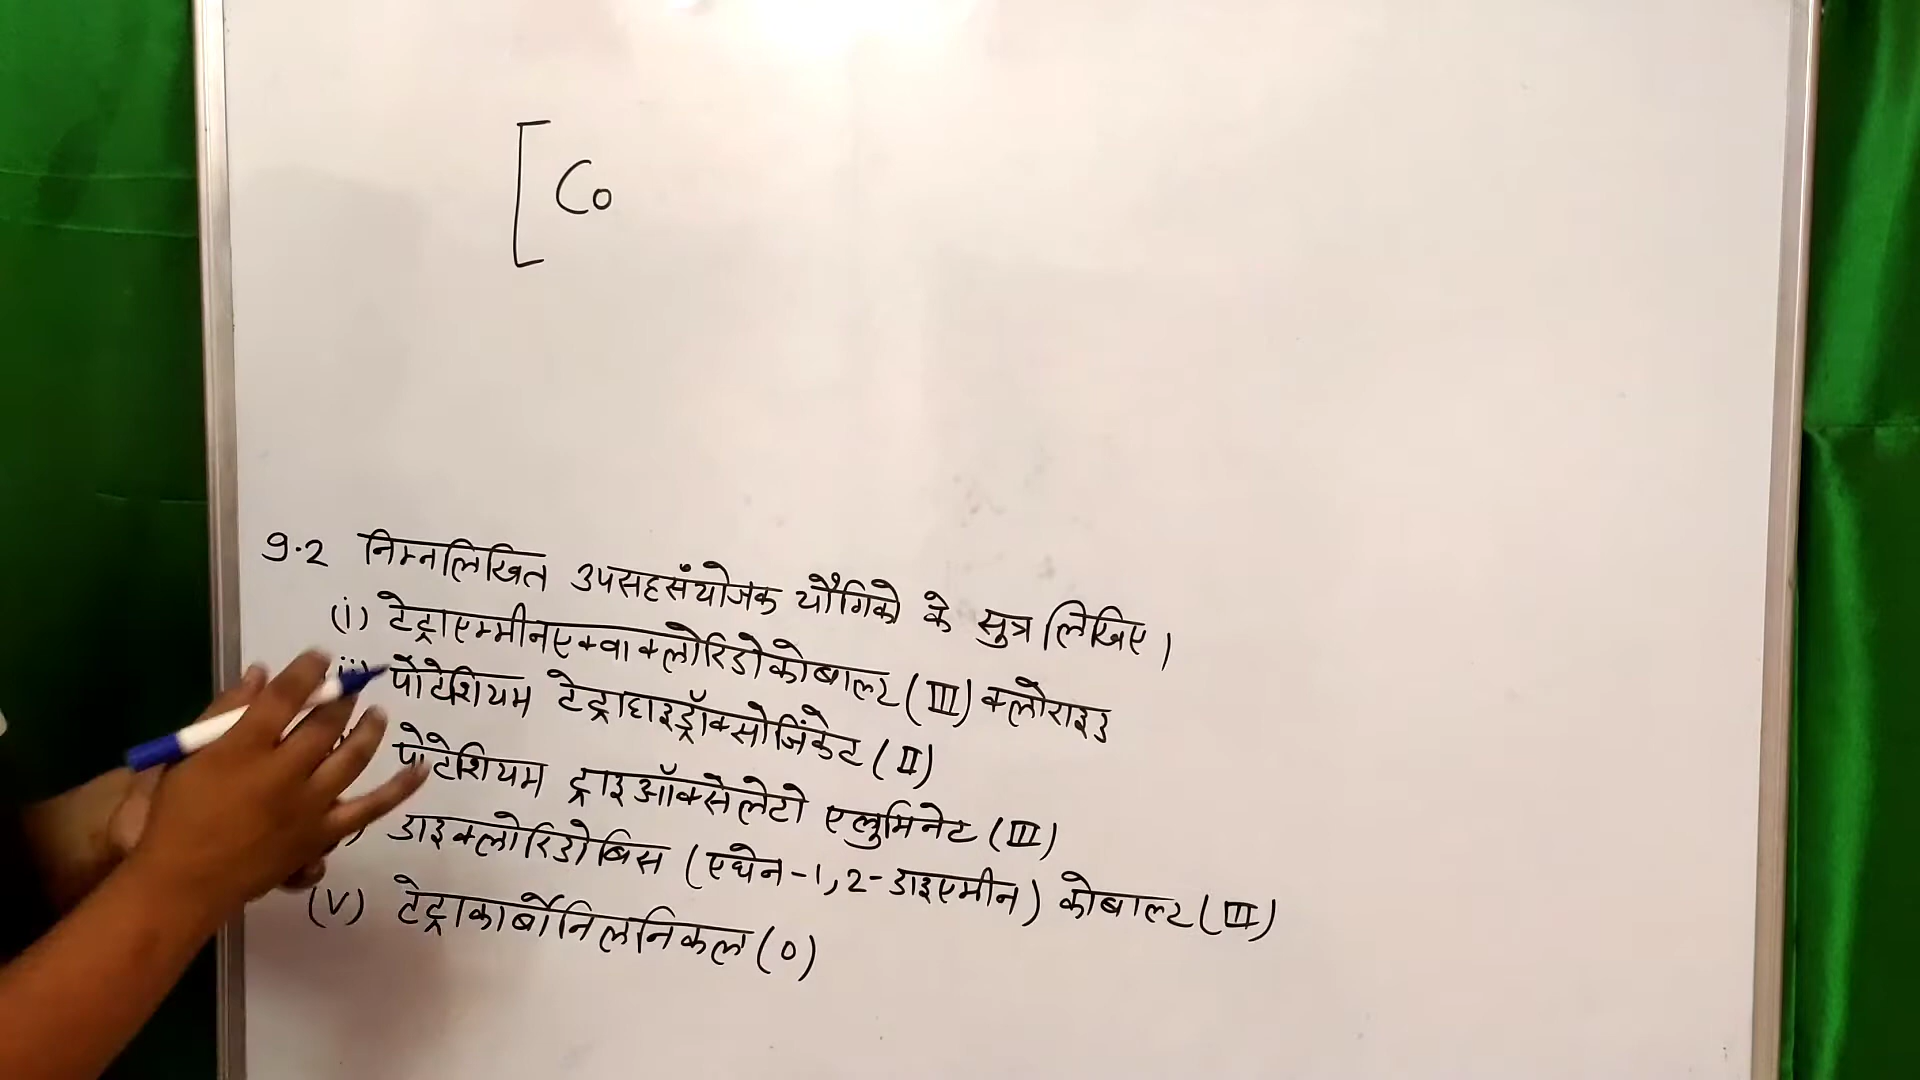 [Co
9.2 निम्नलिखित उपसहसंयोजक यौगिको के सुत्र लिखिए।
(i) टेट्राएम्मीनएक्वाक्लोरिडोकोबाल्ट (III) क्लोराइड
पोटेशियम टेट्राहाइड्रॉक्सोजिंकेट (II)
पोटेशियम ट्राइऑक्सेलेटो एलुमिनेट (III)
डाइक्लोरिडोबिस (एथेन-1,2-डाइएमीन) कोबाल्ट (III)
(V) टेट्राकार्बोनिलनिकल (0)